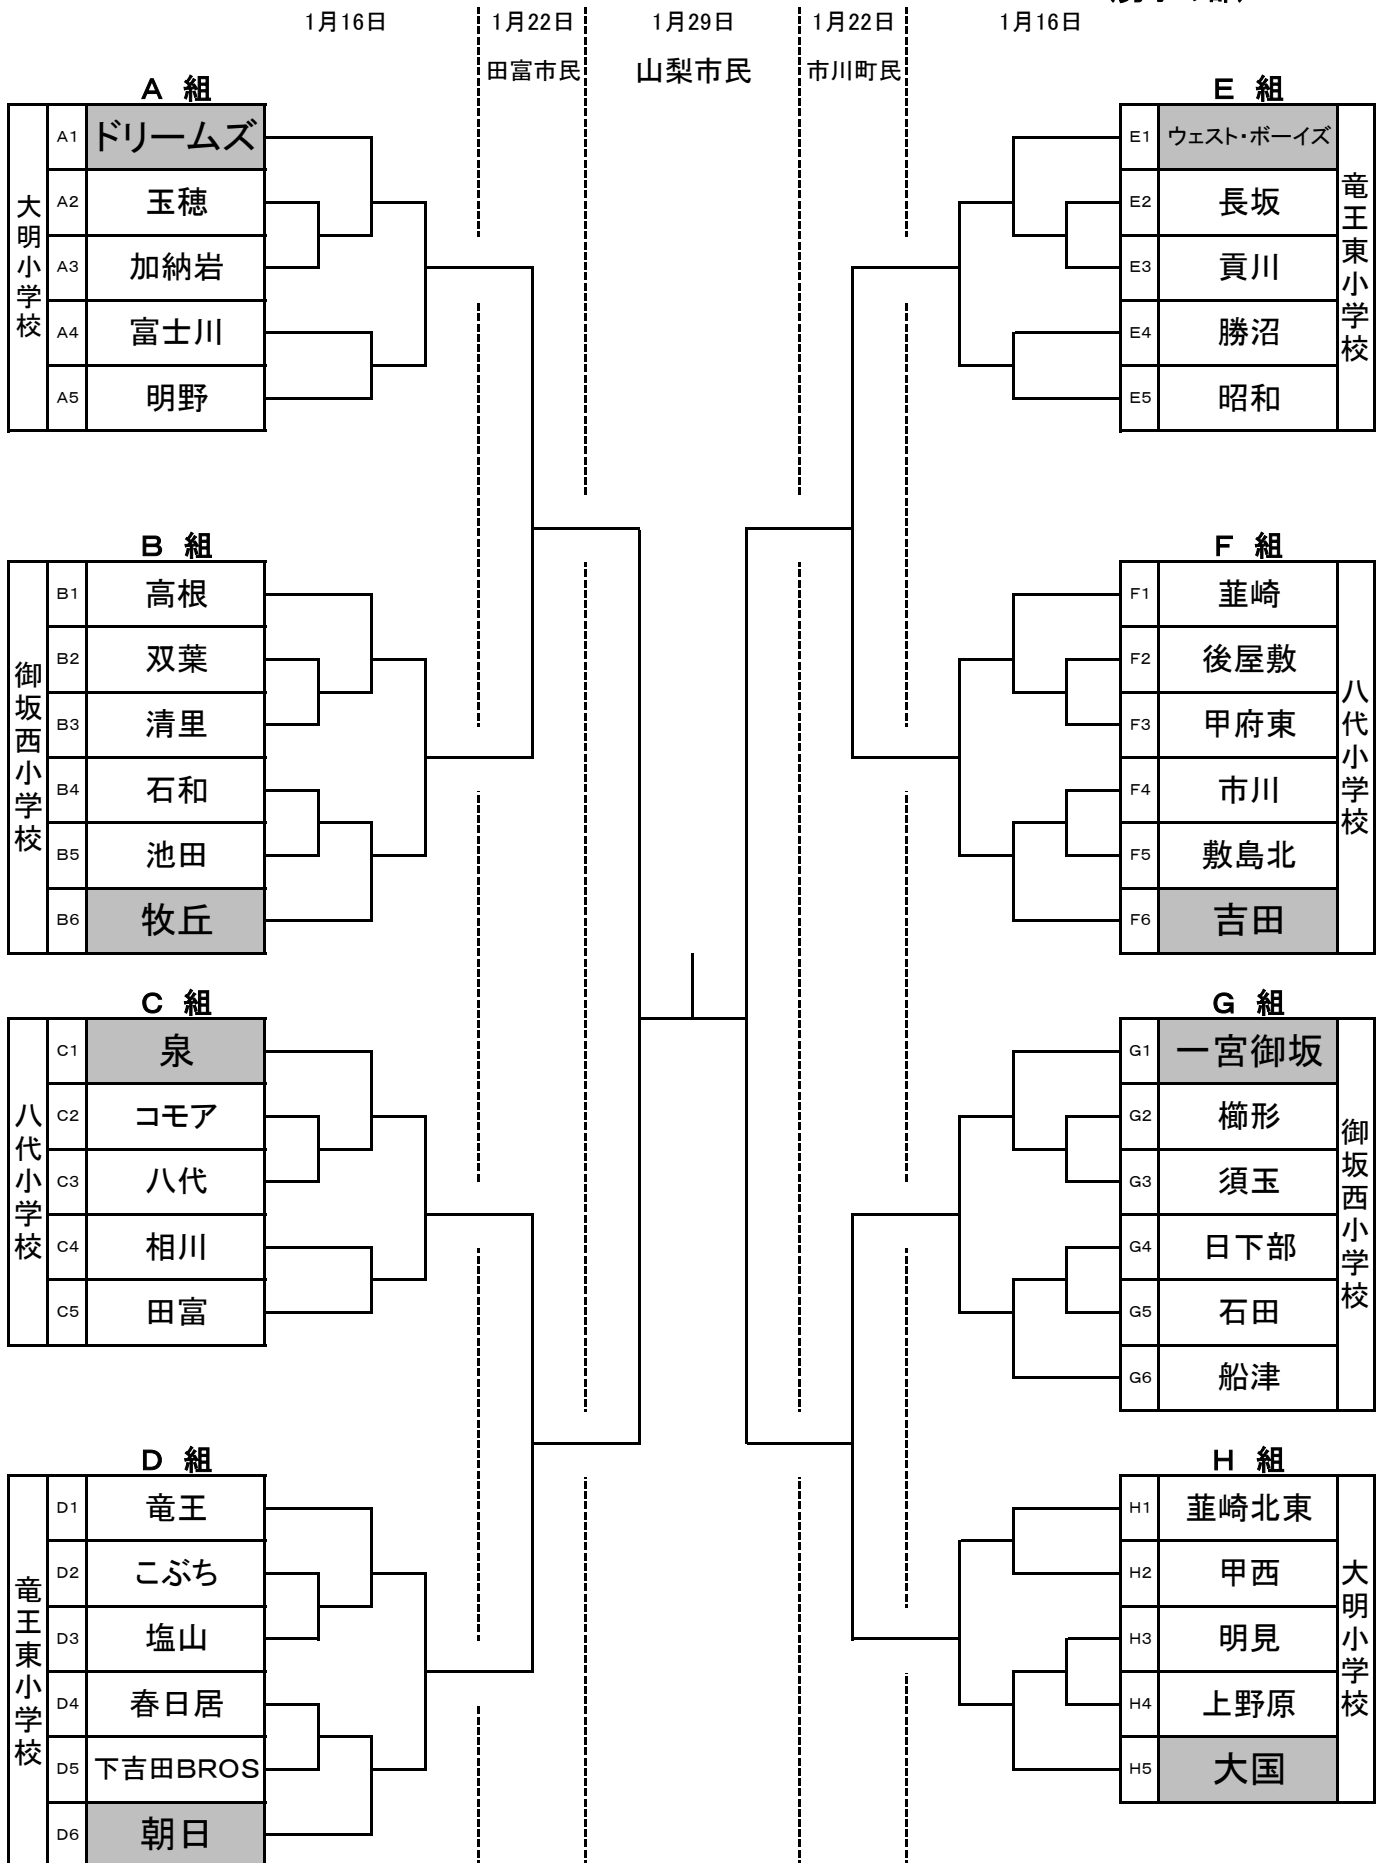 1月16日 1月22日 1月29日 1月22日 1月16日
田富市民 山梨市民 市川町民
A 組
大明小学校
A1 ドリームズ
A2 玉穂
A3 加納岩
A4 富士川
A5 明野
B 組
御坂西小学校
B1 高根
B2 双葉
B3 清里
B4 石和
B5 池田
B6 牧丘
C 組
八代小学校
C1 泉
C2 コモア
C3 八代
C4 相川
C5 田富
D 組
竜王東小学校
D1 竜王
D2 こぶち
D3 塩山
D4 春日居
D5 下吉田BROS
D6 朝日
E 組
竜王東小学校
E1 ウェスト・ボーイズ
E2 長坂
E3 貢川
E4 勝沼
E5 昭和
F 組
八代小学校
F1 韮崎
F2 後屋敷
F3 甲府東
F4 市川
F5 敷島北
F6 吉田
G 組
御坂西小学校
G1 一宮御坂
G2 櫛形
G3 須玉
G4 日下部
G5 石田
G6 船津
H 組
大明小学校
H1 韮崎北東
H2 甲西
H3 明見
H4 上野原
H5 大国